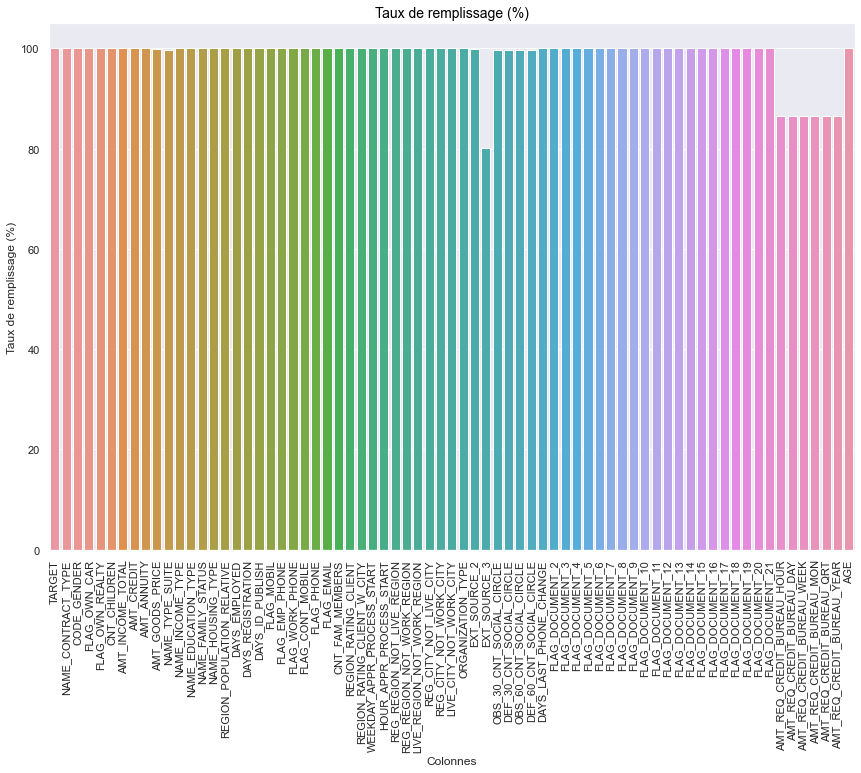 Taux de remplissage (%)
Taux de remplissage (%)
100
80
60
40
20
0
TARGET
NAME_CONTRACT_TYPE
CODE_GENDER
FLAG_OWN_CAR
FLAG_OWN_REALTY
CNT_CHILDREN
AMT_INCOME_TOTAL
AMT_CREDIT
AMT_ANNUITY
AMT_GOODS_PRICE
NAME_TYPE_SUITE
NAME_INCOME_TYPE
NAME_EDUCATION_TYPE
NAME_FAMILY_STATUS
NAME_HOUSING_TYPE
REGION_POPULATION_RELATIVE
DAYS_EMPLOYED
DAYS_REGISTRATION
DAYS_ID_PUBLISH
FLAG_MOBIL
FLAG_EMP_PHONE
FLAG_WORK_PHONE
FLAG_CONT_MOBILE
FLAG_PHONE
FLAG_EMAIL
CNT_FAM_MEMBERS
REGION_RATING_CLIENT
REGION_RATING_CLIENT_W_CITY
WEEKDAY_APPR_PROCESS_START
HOUR_APPR_PROCESS_START
REG_REGION_NOT_LIVE_REGION
REG_REGION_NOT_WORK_REGION
LIVE_REGION_NOT_WORK_REGION
REG_CITY_NOT_LIVE_CITY
REG_CITY_NOT_WORK_CITY
LIVE_CITY_NOT_WORK_CITY
ORGANIZATION_TYPE
EXT_SOURCE_2
EXT_SOURCE_3
OBS_30_CNT_SOCIAL_CIRCLE
DEF_30_CNT_SOCIAL_CIRCLE
OBS_60_CNT_SOCIAL_CIRCLE
DEF_60_CNT_SOCIAL_CIRCLE
DAYS_LAST_PHONE_CHANGE
FLAG_DOCUMENT_2
FLAG_DOCUMENT_3
FLAG_DOCUMENT_4
FLAG_DOCUMENT_5
FLAG_DOCUMENT_6
FLAG_DOCUMENT_7
FLAG_DOCUMENT_8
FLAG_DOCUMENT_9
FLAG_DOCUMENT_10
FLAG_DOCUMENT_11
FLAG_DOCUMENT_12
FLAG_DOCUMENT_13
FLAG_DOCUMENT_14
FLAG_DOCUMENT_15
FLAG_DOCUMENT_16
FLAG_DOCUMENT_17
FLAG_DOCUMENT_18
FLAG_DOCUMENT_19
FLAG_DOCUMENT_20
FLAG_DOCUMENT_21
AMT_REQ_CREDIT_BUREAU_HOUR
AMT_REQ_CREDIT_BUREAU_DAY
AMT_REQ_CREDIT_BUREAU_WEEK
AMT_REQ_CREDIT_BUREAU_MON
AMT_REQ_CREDIT_BUREAU_QRT
AMT_REQ_CREDIT_BUREAU_YEAR
AGE
Colonnes